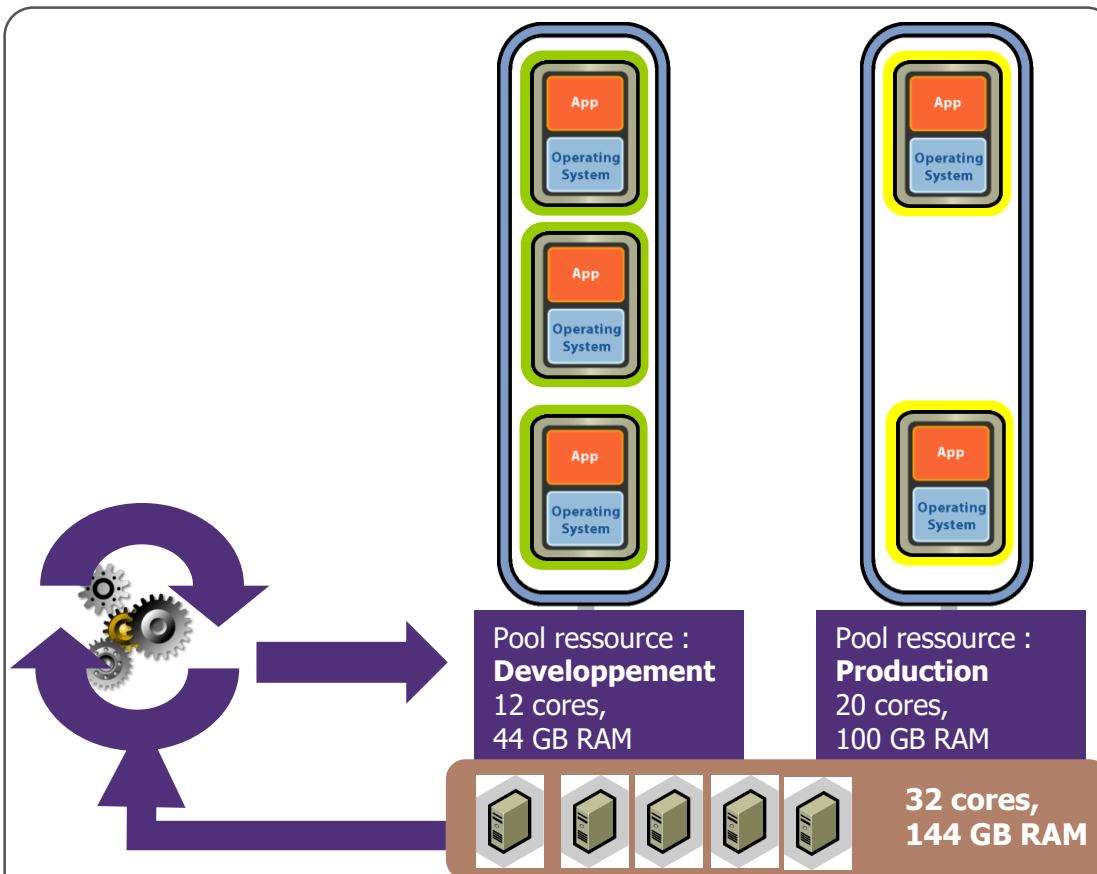 App
Operating
System
App
Operating
System
App
Operating
System
App
Operating
System
App
Operating
System
Pool ressource :
Developpement
12 cores,
44 GB RAM
Pool ressource :
Production
20 cores,
100 GB RAM
32 cores,
144 GB RAM